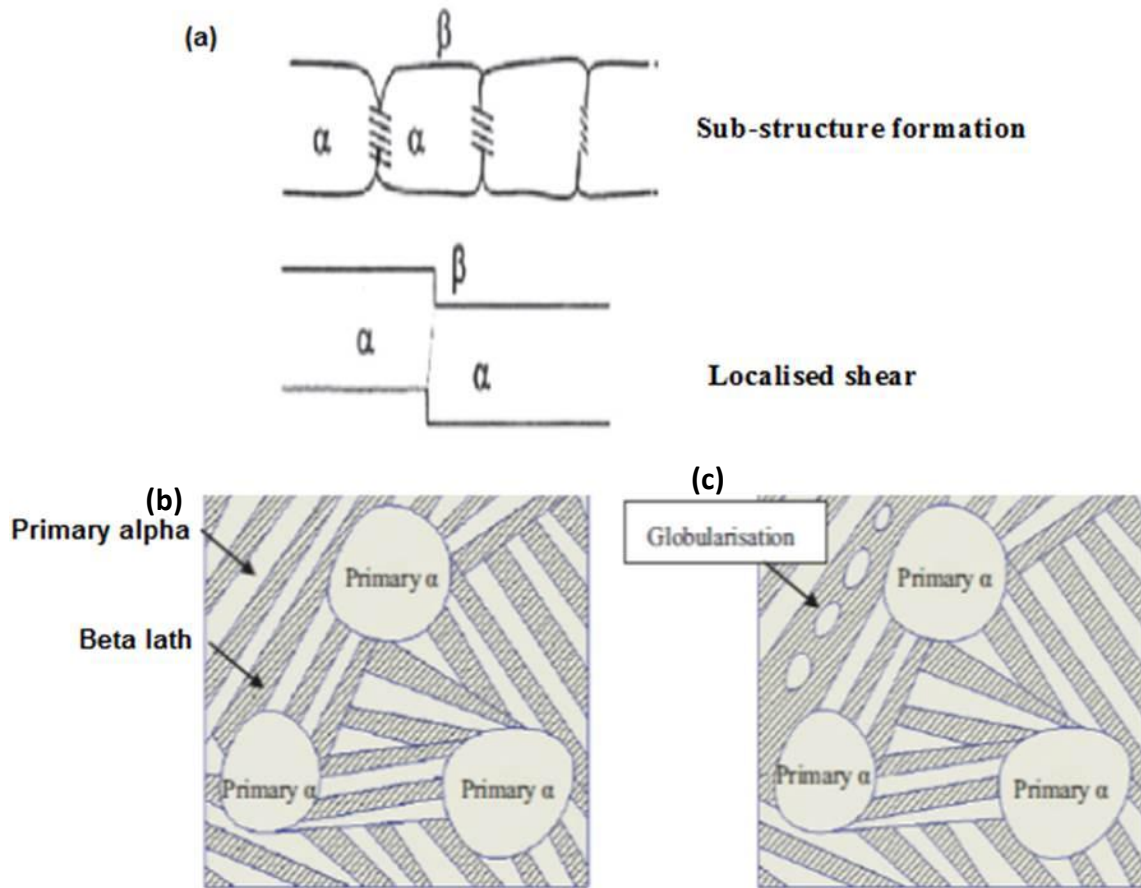 (a)
β
α
α
Sub-structure formation
β
α
α
Localised shear
(b)
Primary alpha
Beta lath
Primary α
Primary α
Primary α
(c)
Globularisation
Primary α
Primary α
Primary α